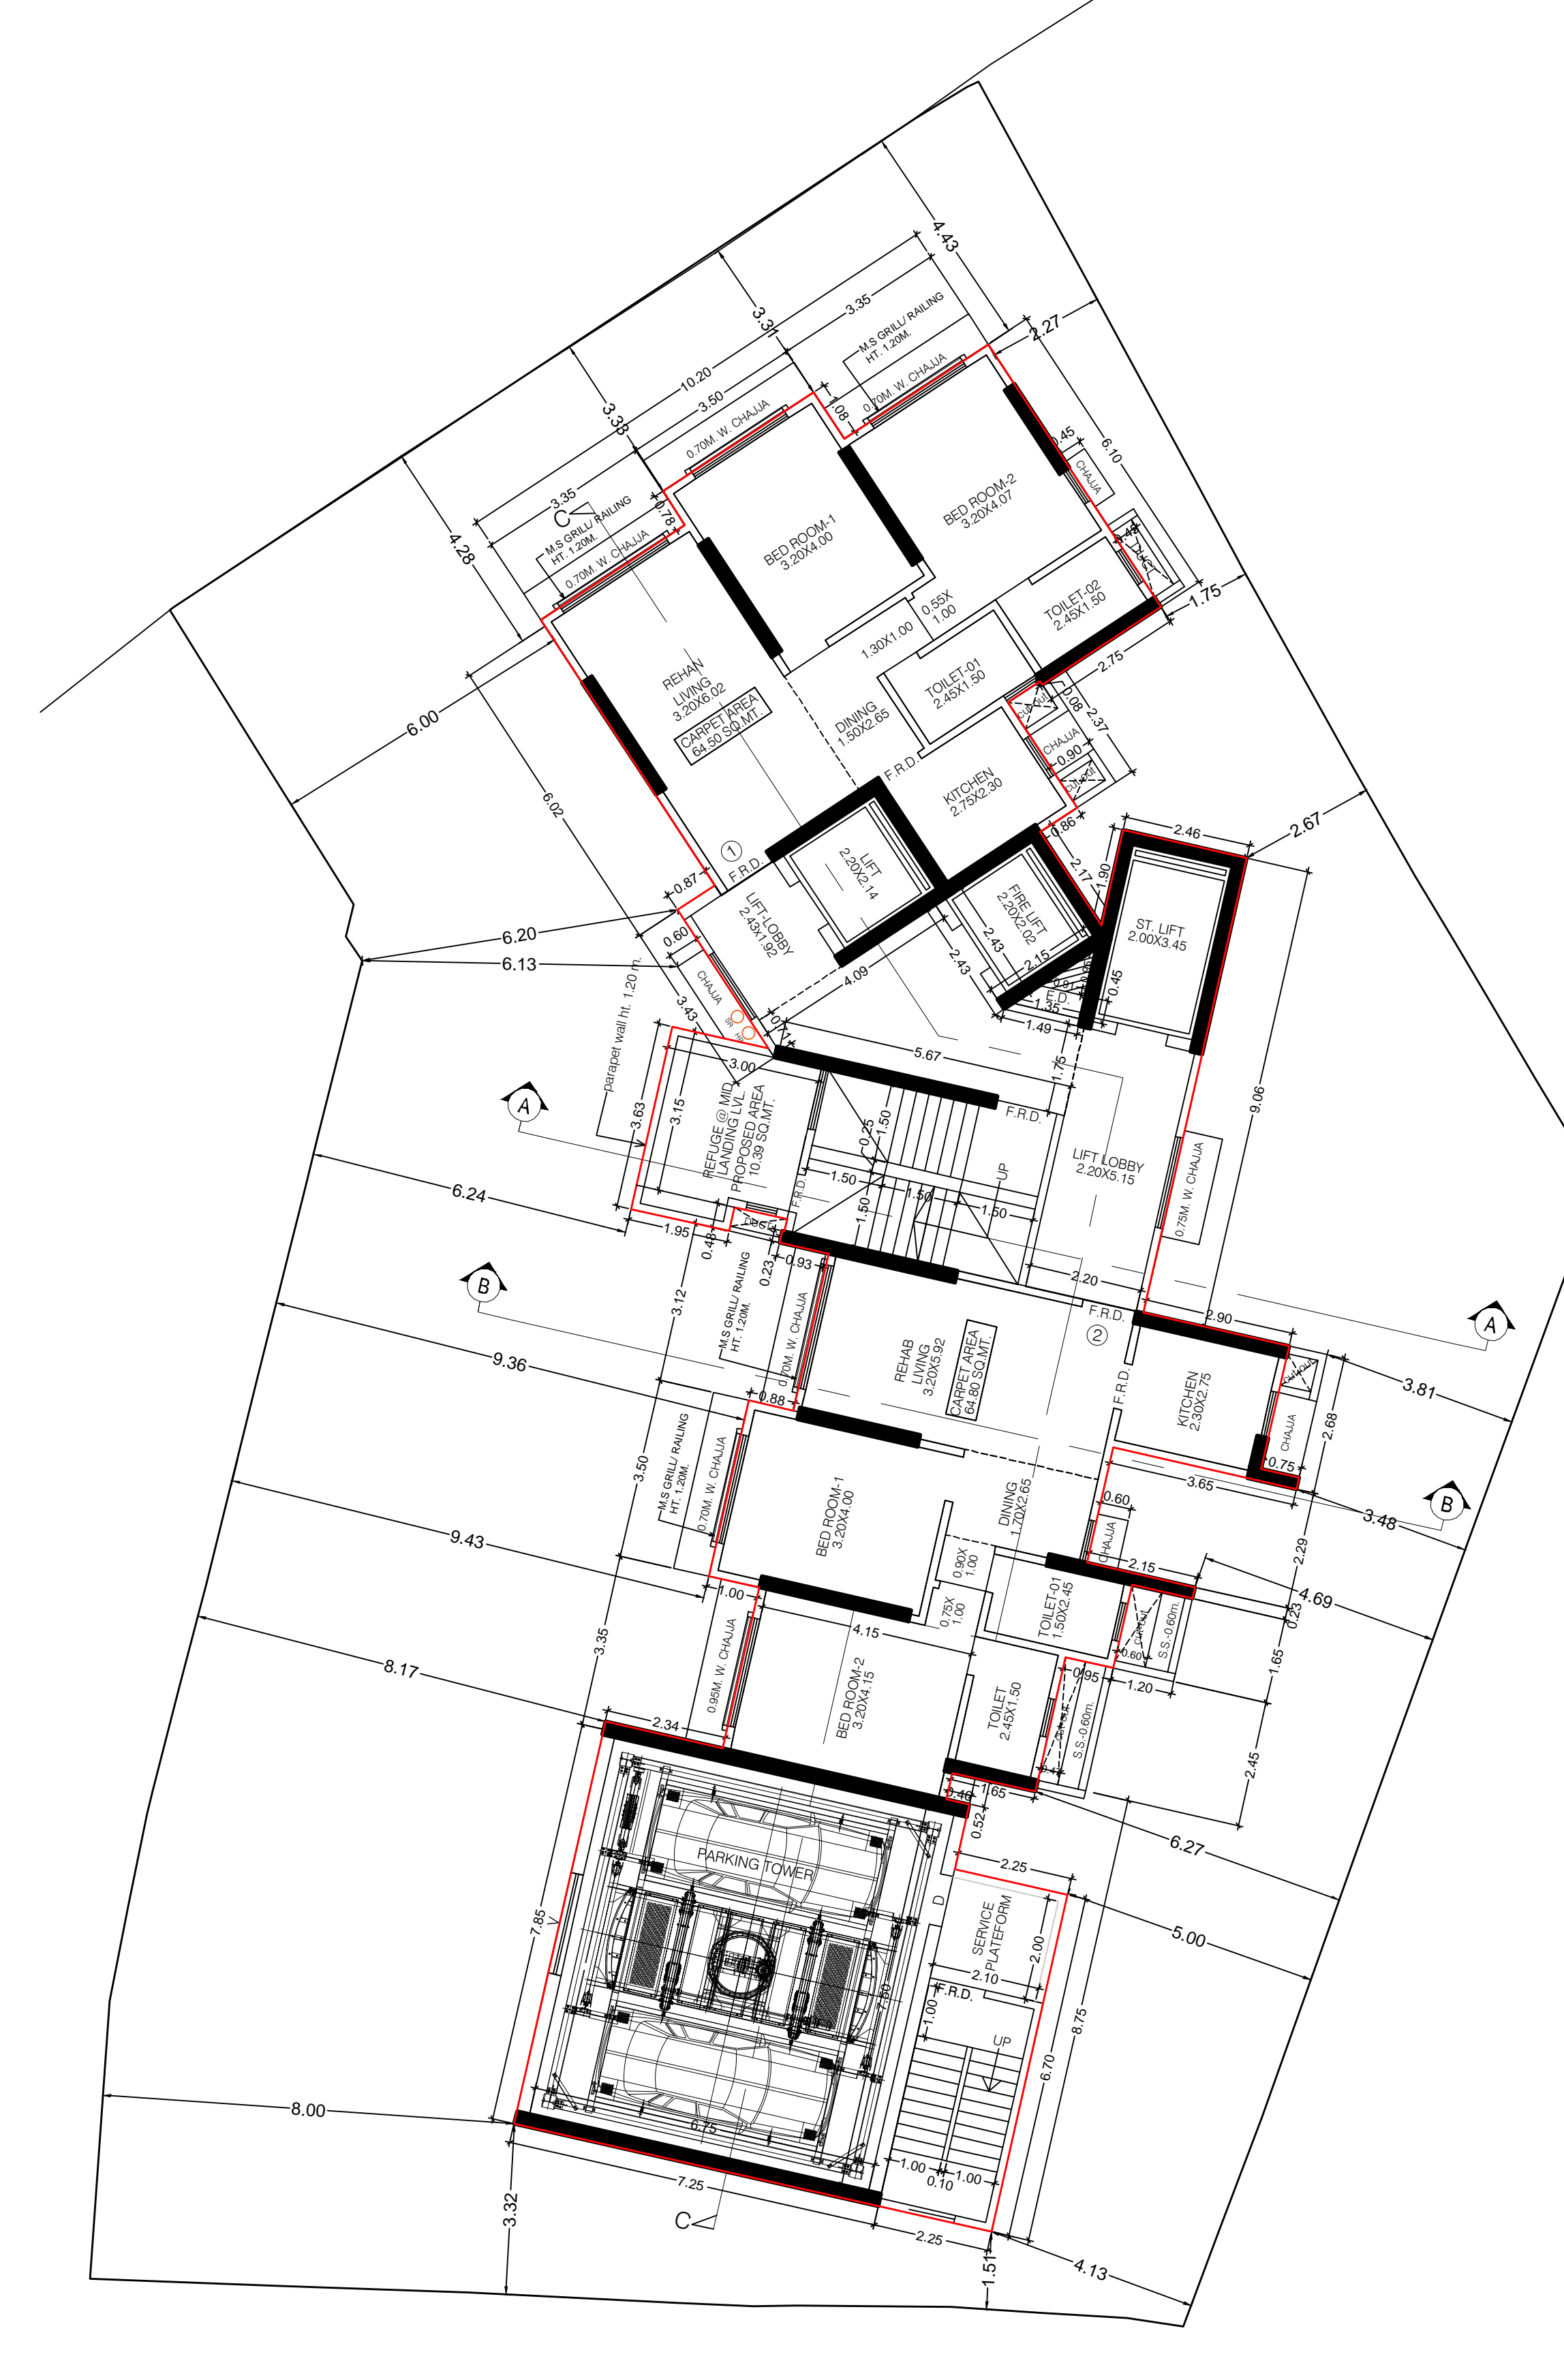 4.43
2.27
3.31
3.35
M.S GRILL/ RAILING
HT. 1.20M.
10.20
3.50
0.70M. W. CHAJJA
1.08
0.70M. W. CHAJJA
3.33
0.45
6.10
CHAJJA
3.35
C
M.S GRILL/ RAILING
HT. 1.20M.
0.78
4.28
0.70M. W. CHAJJA
BED ROOM-1
3.20X4.00
BED ROOM-2
3.20X4.07
DUCT
1.75
TOILET-02
2.45X1.50
0.55X
1.00
1.30X1.00
2.75
TOILET-01
2.45X1.50
REHAN
LIVING
3.20X6.02
CARPET AREA
64.50 SQ.MT.
DINING
1.50X2.65
cut out
0.08
2.37
CHAJJA
0.90
cut out
6.00
F.R.D.
KITCHEN
2.75X2.30
6.02
0.86
2.67
2.46
1
F.R.D.
LIFT
2.20X2.14
2.17
1.90
0.87
LIFT-LOBBY
2.43X1.92
FIRE LIFT
2.20X2.02
ST. LIFT
2.00X3.45
6.20
6.13
0.60
CHAJJA
2.43
2.43
2.15
4.09
0.45
1.35
1.49
3.43
SR
HR
parapet wall ht. 1.20 m.
5.67
1.75
3.00
A
3.63
3.15
REFUGE @ MID
LANDING LVL.
PROPOSED AREA
10.39 SQ.MT.
0.25
1.50
F.R.D.
9.06
LIFT LOBBY
2.20X5.15
0.75M. W. CHAJJA
UP
6.24
F.R.D.
1.50
1.50
1.50
1.50
1.95
0.48
DUCT
0.23
0.93
B
M.S GRILL/ RAILING
HT. 1.20M.
3.12
0.70M. W. CHAJJA
2.20
F.R.D.
2
2.90
A
REHAB
LIVING
3.20X5.92
CARPET AREA
64.80 SQ.MT.
9.36
0.88
F.R.D.
KITCHEN
2.30X2.75
cut out
CHAJJA
3.81
2.68
0.75
3.65
M.S GRILL/ RAILING
HT. 1.20M.
3.50
0.70M. W. CHAJJA
BED ROOM-1
3.20X4.00
DINING
1.70X2.65
0.60
CHAJJA
B
3.48
2.29
9.43
0.90X
1.00
2.15
4.69
0.23
1.00
0.75X
1.00
TOILET-01
1.50X2.45
cut out
S.S.-0.60m.
0.60
1.65
3.35
0.95M. W. CHAJJA
4.15
BED ROOM-2
3.20X4.15
8.17
0.95
1.20
TOILET
2.45X1.50
cut out
S.S.-0.60m.
2.34
2.45
0.46
1.65
0.52
6.27
PARKING TOWER
2.25
D
SERVICE
PLATEFORM
2.00
2.10
5.00
7.85
7.50
F.R.D.
1.00
UP
8.75
6.70
8.00
6.75
1.00
1.00
0.10
3.32
7.25
C
2.25
1.51
4.13